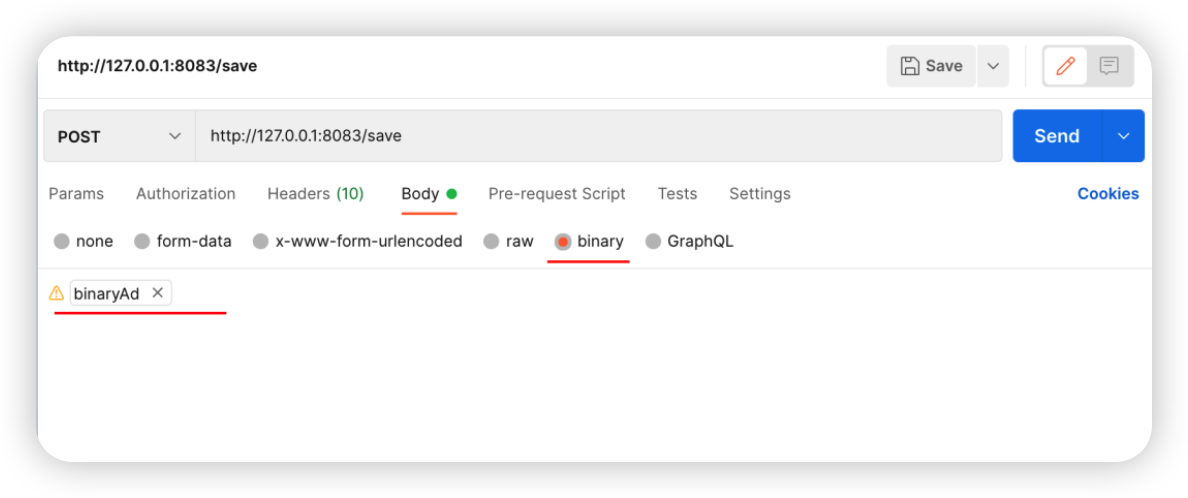 http://127.0.0.1:8083/save Save
POST http://127.0.0.1:8083/save Send
Params Authorization Headers (10) Body Pre-request Script Tests Settings Cookies
none form-data x-www-form-urlencoded raw binary GraphQL
binaryAd